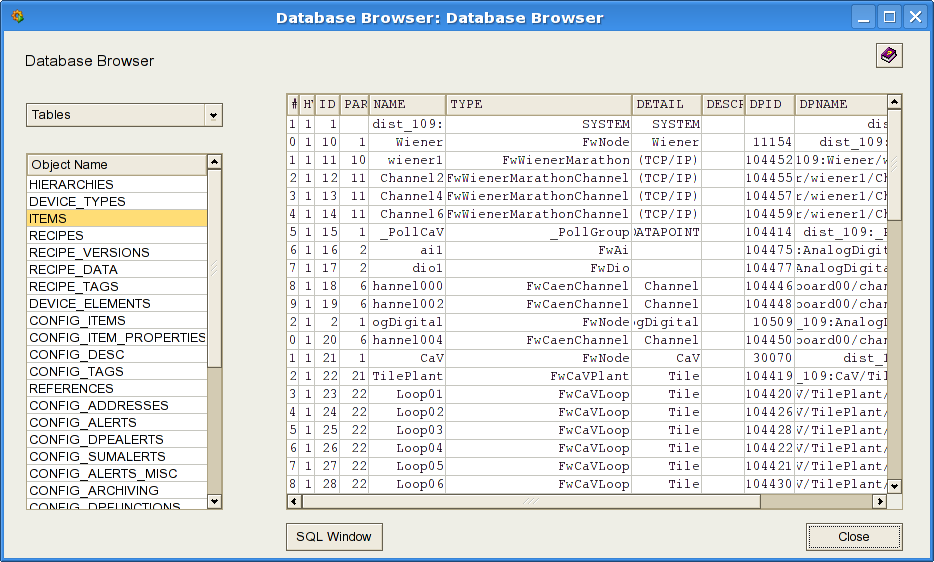 Database Browser: Database Browser
Database Browser
Tables
Object Name
HIERARCHIES
DEVICE_TYPES
ITEMS
RECIPES
RECIPE_VERSIONS
RECIPE_DATA
RECIPE_TAGS
DEVICE_ELEMENTS
CONFIG_ITEMS
CONFIG_ITEM_PROPERTIES
CONFIG_DESC
CONFIG_TAGS
REFERENCES
CONFIG_ADDRESSES
CONFIG_ALERTS
CONFIG_DPEALERTS
CONFIG_SUMALERTS
CONFIG_ALERTS_MISC
CONFIG_ARCHIVING
CONFIG_DPFUNCTIONS
# HY ID PAR NAME TYPE DETAIL DESCR DPID DPNAME
1 1 1 dist_109: SYSTEM SYSTEM dis
0 1 10 1 Wiener FwNode Wiener 11154 dist_109:
1 1 11 10 wiener1 FwWienerMarathon (TCP/IP) 104452 109:Wiener/w
2 1 12 11 Channel2 FwWienerMarathonChannel (TCP/IP) 104455 r/wiener1/Ch
3 1 13 11 Channel4 FwWienerMarathonChannel (TCP/IP) 104457 r/wiener1/Ch
4 1 14 11 Channel6 FwWienerMarathonChannel (TCP/IP) 104459 r/wiener1/Ch
5 1 15 1 _PollCaV _PollGroup DATAPOINT 104414 dist_109:_P
6 1 16 2 ai1 FwAi 104475 :AnalogDigita
7 1 17 2 dio1 FwDio 104477 AnalogDigita
8 1 18 6 hannel000 FwCaenChannel Channel 104446 board00/chan
9 1 19 6 hannel002 FwCaenChannel Channel 104448 board00/chan
2 1 2 1 ogDigital FwNode gDigital 10509 _109:AnalogD
0 1 20 6 hannel004 FwCaenChannel Channel 104450 board00/chan
1 1 21 1 CaV FwNode CaV 30070 dist_1
2 1 22 21 TilePlant FwCaVPlant Tile 104419 _109:CaV/Til
3 1 23 22 Loop01 FwCaVLoop Tile 104420 V/TilePlant/
4 1 24 22 Loop02 FwCaVLoop Tile 104426 V/TilePlant/
5 1 25 22 Loop03 FwCaVLoop Tile 104428 V/TilePlant/
6 1 26 22 Loop04 FwCaVLoop Tile 104422 V/TilePlant/
7 1 27 22 Loop05 FwCaVLoop Tile 104421 V/TilePlant/
8 1 28 22 Loop06 FwCaVLoop Tile 104430 V/TilePlant/
SQL Window
Close